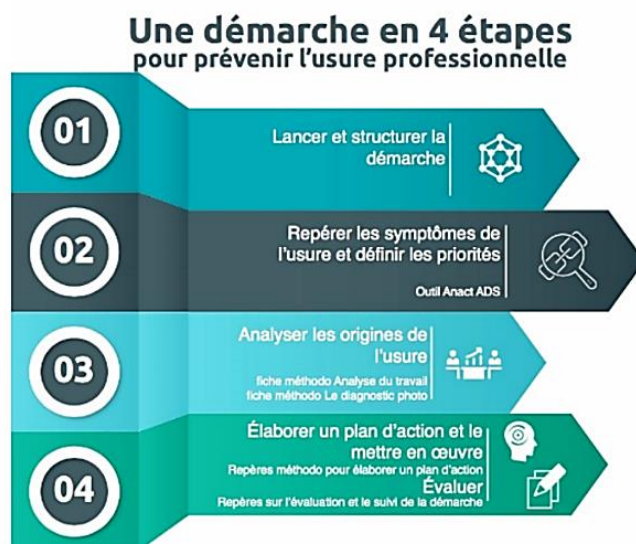 Une démarche en 4 étapes
pour prévenir l'usure professionnelle
01
Lancer et structurer la
démarche
02
Repérer les symptômes de
l'usure et définir les priorités
Outil Anact ADS
03
Analyser les origines de
l'usure
fiche méthodo Analyse du travail
fiche méthodo Le diagnostic photo
04
Élaborer un plan d'action et le
mettre en œuvre
Repères méthodo pour élaborer un plan d'action
Évaluer
Repères sur l'évaluation et le suivi de la démarche